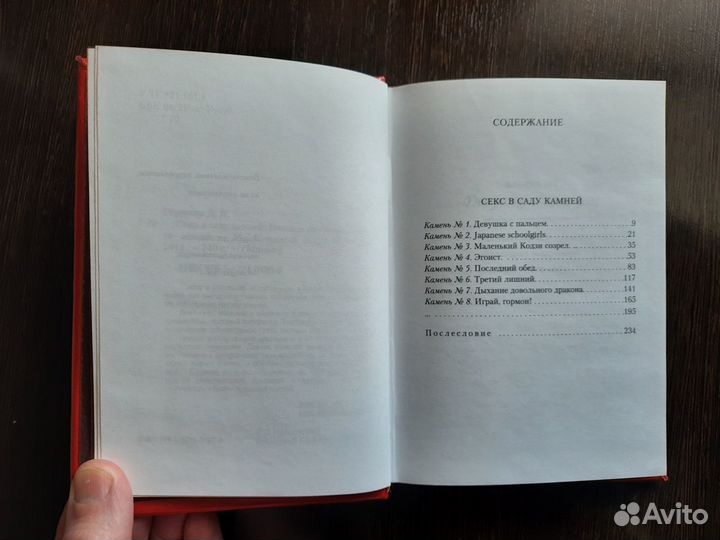 СОДЕРЖАНИЕ
СЕКС В САДУ КАМНЕЙ
Камень № 1. Девушка с пальцем. 9
Камень № 2. Japanese schoolgirls. 21
Камень № 3. Маленький Кодзи созрел. .. 35
Камень № 4. Эгоист. 53
Камень № 5. Последний обед. 83
Камень № 6. Третий лишний. 117
Камень № 7. Дыхание довольного дракона. 141
Камень № 8. Играй, гормон! 165
... 195
Послесловие 234
Avito